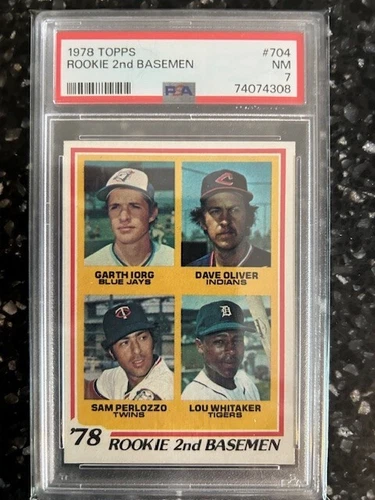 1978 TOPPS #704
ROOKIE 2nd BASEMEN NM
PSA 7
74074308
GARTH IORG
BLUE JAYS
DAVE OLIVER
INDIANS
SAM PERLOZZO
TWINS
LOU WHITAKER
TIGERS
'78 ROOKIE 2nd BASEMEN